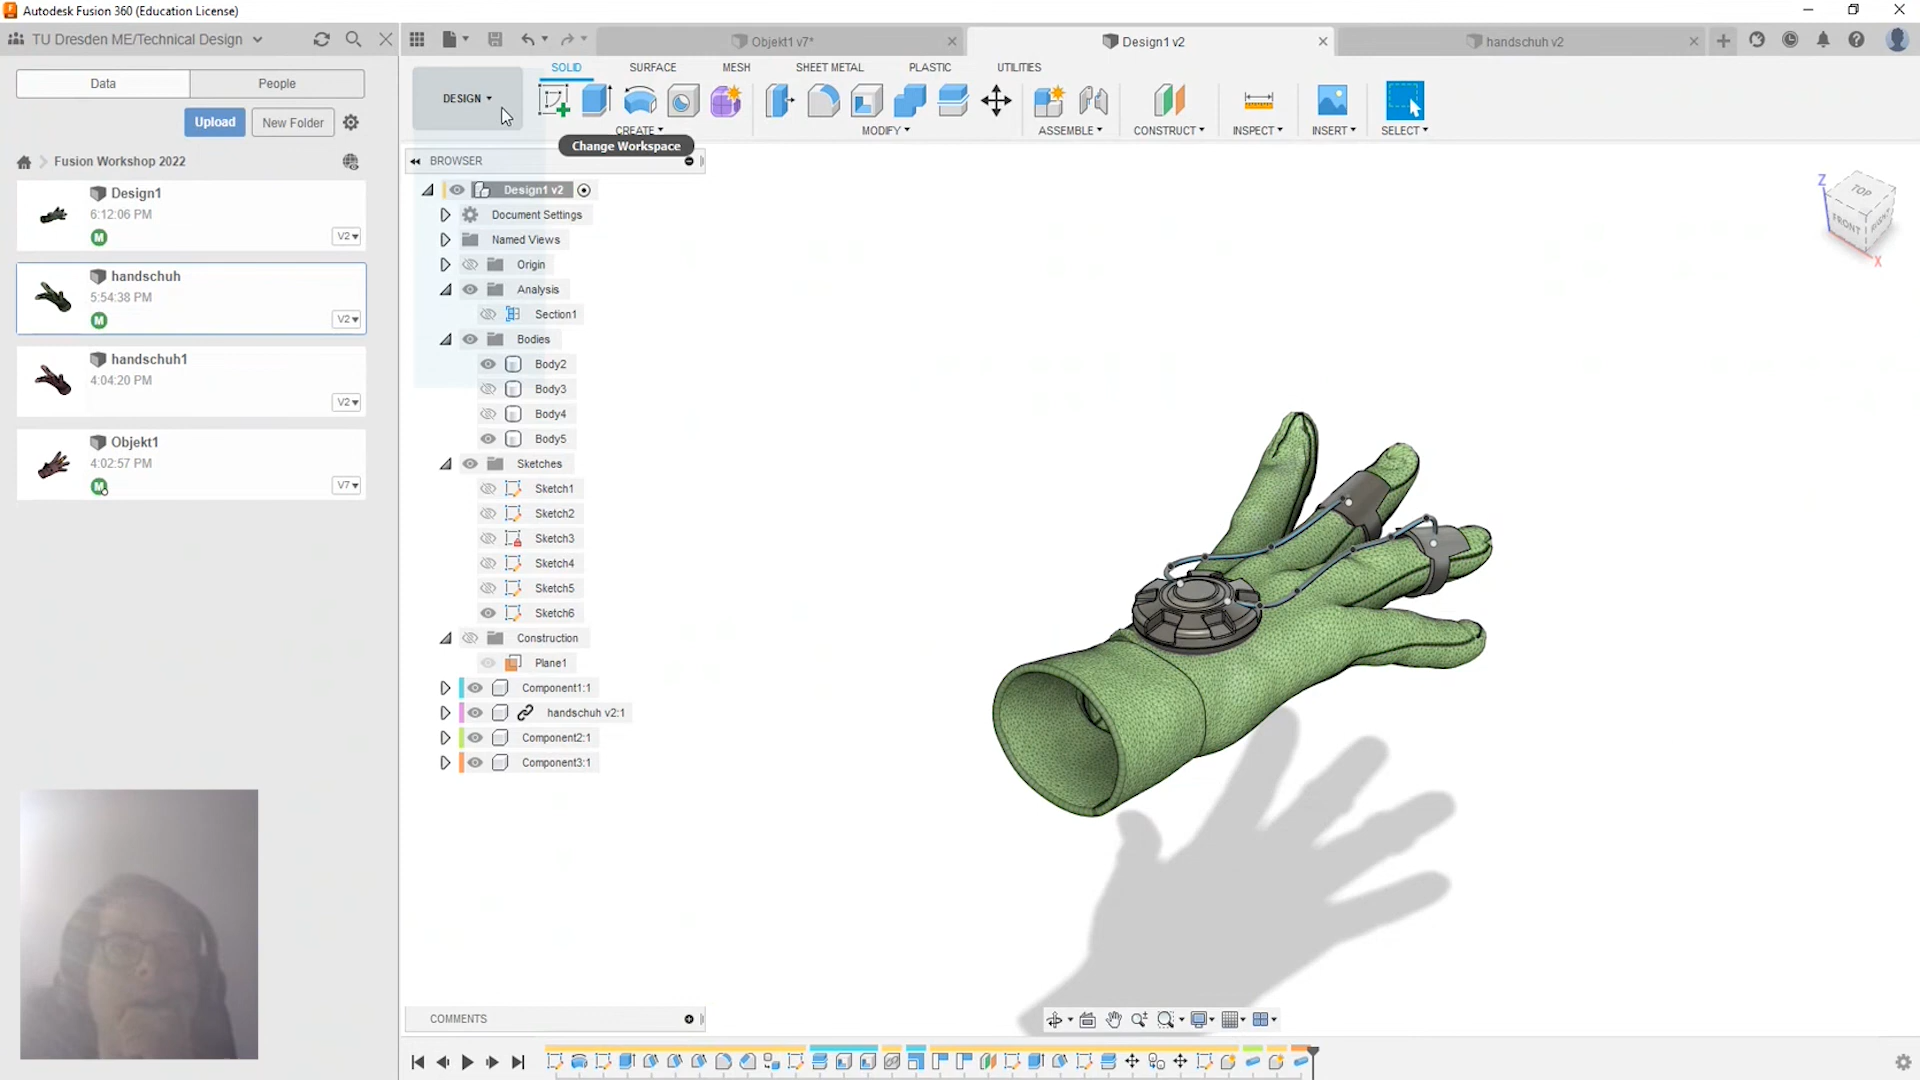 Autodesk Fusion 360 (Education License)
TU Dresden ME/Technical Design
Objekt1 v7*
Design1 v2
handschuh v2
Data
People
Upload
New Folder
Fusion Workshop 2022
Design1
6:12:06 PM
M
V2
handschuh
5:54:38 PM
M
V2
handschuh1
4:04:20 PM
V2
Objekt1
4:02:57 PM
M
V7
SOLID
SURFACE
MESH
SHEET METAL
PLASTIC
UTILITIES
DESIGN
CREATE
MODIFY
ASSEMBLE
CONSTRUCT
INSPECT
INSERT
SELECT
Change Workspace
BROWSER
Design1 v2
Document Settings
Named Views
Origin
Analysis
Section1
Bodies
Body2
Body3
Body4
Body5
Sketches
Sketch1
Sketch2
Sketch3
Sketch4
Sketch5
Sketch6
Construction
Plane1
Component1:1
handschuh v2:1
Component2:1
Component3:1
Z
TOP
FRONT
RIGHT
X
COMMENTS